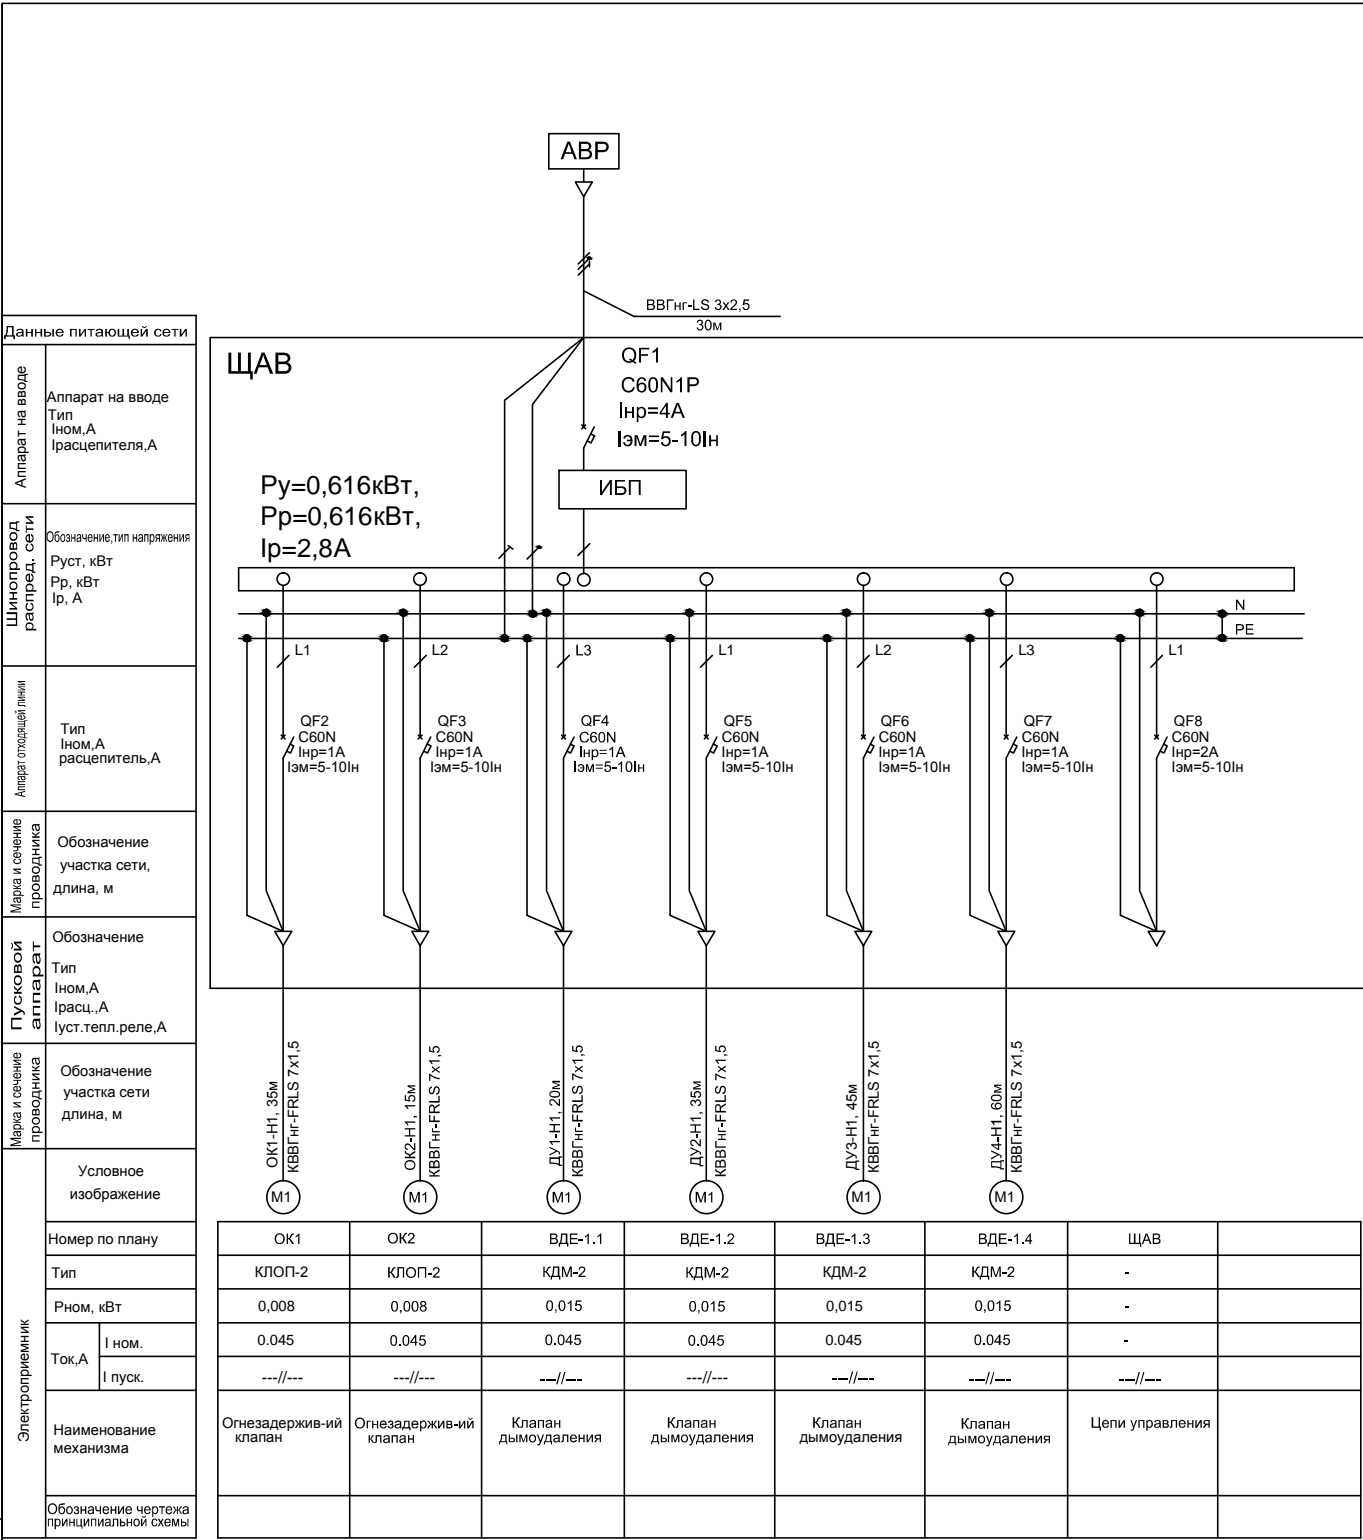 АВР
ВВГнг-LS 3х2,5
30м
Данные питающей сети
Аппарат на вводе
Аппарат на вводе
Тип
Iном,А
Iрасцепителя,А
Шинопровод
распред. сети
Обозначение,тип напряжения
Руст, кВт
Рр, кВт
Iр, А
Аппарат отходящей линии
Тип
Iном,А
расцепитель,А
Марка и сечение
проводника
Обозначение
участка сети,
длина, м
Пусковой
аппарат
Обозначение
Тип
Iном,А
Iрасц.,А
Iуст.тепл.реле,А
Марка и сечение
проводника
Обозначение
участка сети
длина, м
ЩАВ
QF1
C60N1P
Iнр=4А
Iэм=5-10Iн
ИБП
Ру=0,616кВт,
Рр=0,616кВт,
Iр=2,8А
N
PE
L1
L2
L3
L1
L2
L3
L1
QF2
C60N
Iнр=1А
Iэм=5-10Iн
QF3
C60N
Iнр=1А
Iэм=5-10Iн
QF4
C60N
Iнр=1А
Iэм=5-10Iн
QF5
C60N
Iнр=1А
Iэм=5-10Iн
QF6
C60N
Iнр=1А
Iэм=5-10Iн
QF7
C60N
Iнр=1А
Iэм=5-10Iн
QF8
C60N
Iнр=2А
Iэм=5-10Iн
ОК1-Н1, 35м
КВВГнг-FRLS 7х1,5
ОК2-Н1, 15м
КВВГнг-FRLS 7х1,5
ДУ1-Н1, 20м
КВВГнг-FRLS 7х1,5
ДУ2-Н1, 35м
КВВГнг-FRLS 7х1,5
ДУ3-Н1, 45м
КВВГнг-FRLS 7х1,5
ДУ4-Н1, 60м
КВВГнг-FRLS 7х1,5
Электроприемник
Условное
изображение
М1 М1 М1 М1 М1 М1
Номер по плану ОК1 ОК2 ВДЕ-1.1 ВДЕ-1.2 ВДЕ-1.3 ВДЕ-1.4 ЩАВ
Тип КЛОП-2 КЛОП-2 КДМ-2 КДМ-2 КДМ-2 КДМ-2 -
Рном, кВт 0,008 0,008 0,015 0,015 0,015 0,015 -
Ток,А
I ном. 0.045 0.045 0.045 0.045 0.045 0.045 -
I пуск. ---//--- ---//--- ---//--- ---//--- ---//--- ---//--- ---//---
Наименование
механизма
Огнезадержив-ий
клапан
Огнезадержив-ий
клапан
Клапан
дымоудаления
Клапан
дымоудаления
Клапан
дымоудаления
Клапан
дымоудаления
Цепи управления
Обозначение чертежа
принципиальной схемы